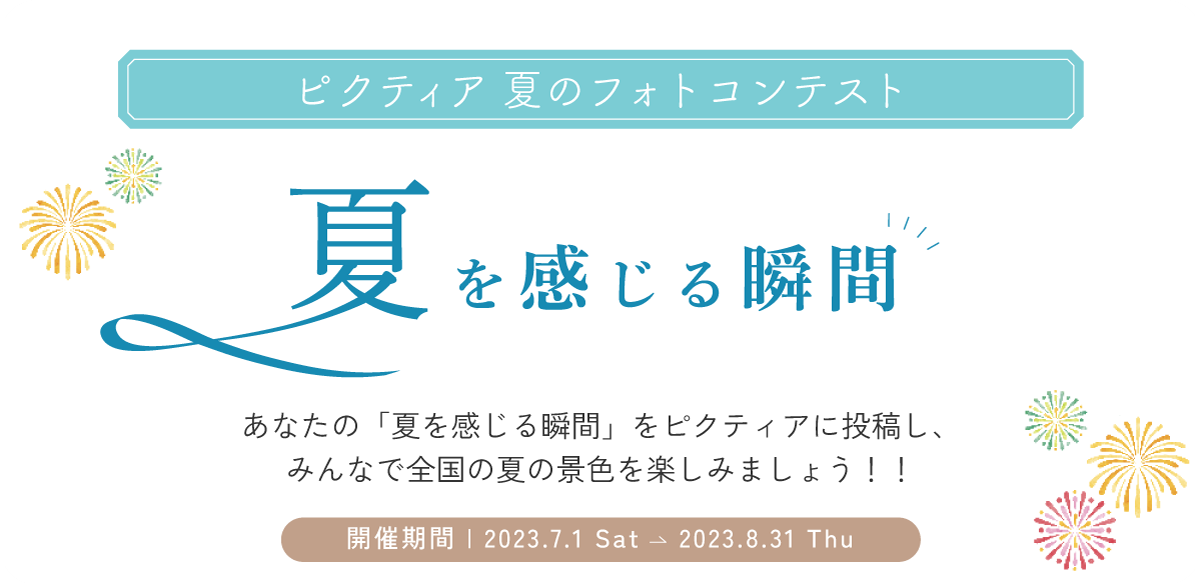 ピクティア 夏のフォトコンテスト
夏を感じる瞬間
あなたの「夏を感じる瞬間」をピクティアに投稿し、
みんなで全国の夏の景色を楽しみましょう！！
開催期間 | 2023.7.1 Sat ⇀ 2023.8.31 Thu